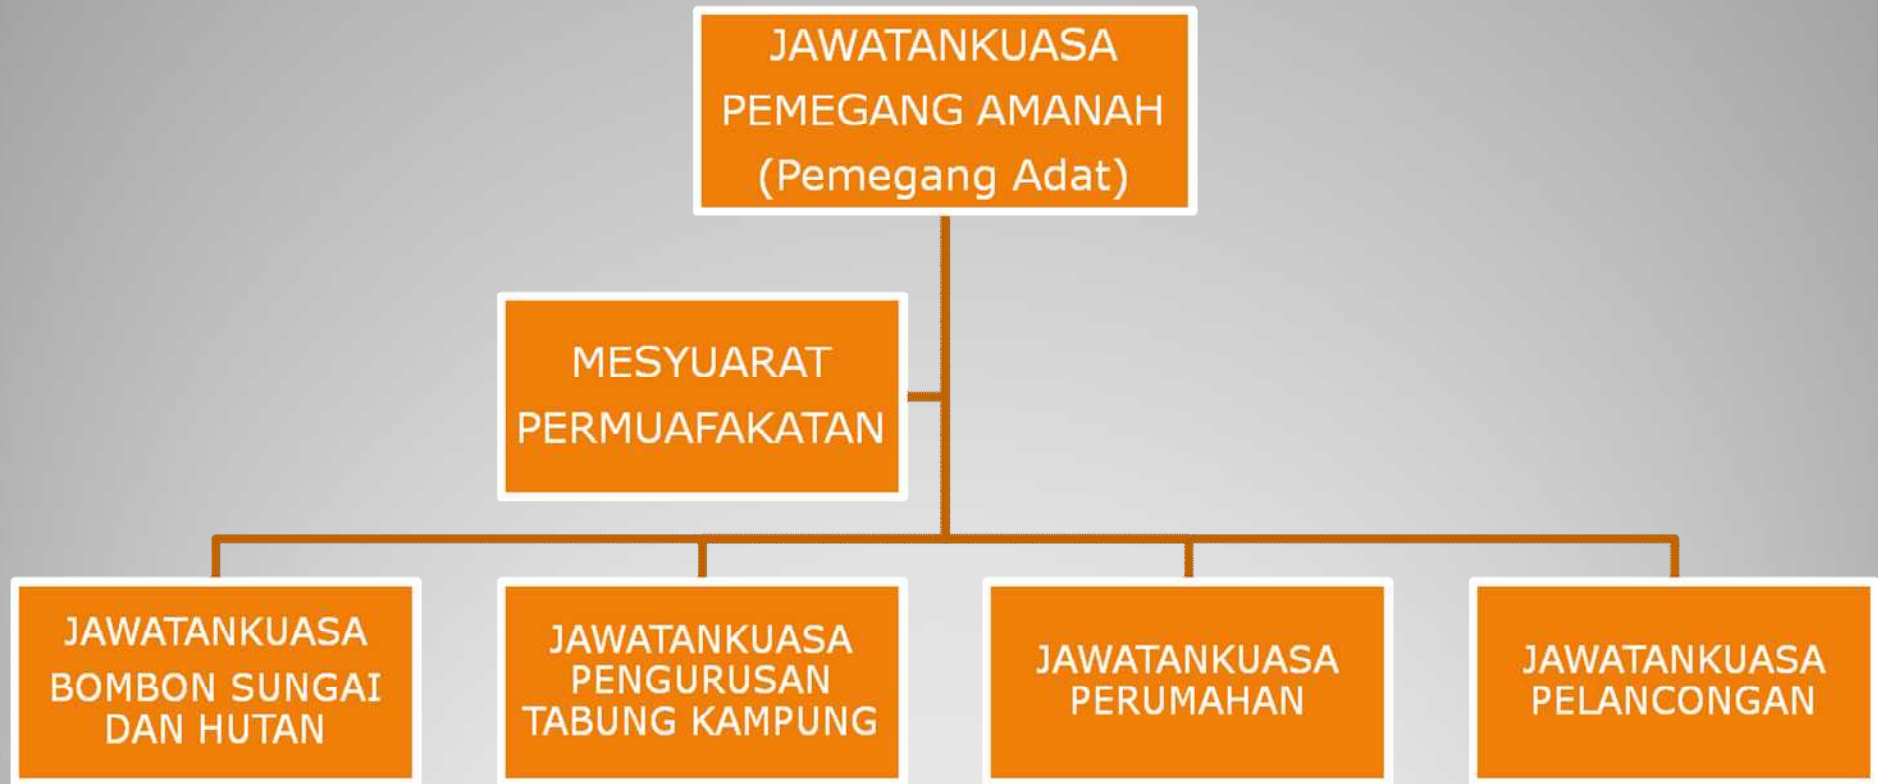 JAWATANKUASA
PEMEGANG AMANAH
(Pemegang Adat)
MESYUARAT
PERMUAFAKATAN
JAWATANKUASA
BOMBON SUNGAI
DAN HUTAN
JAWATANKUASA
PENGURUSAN
TABUNG KAMPUNG
JAWATANKUASA
PERUMAHAN
JAWATANKUASA
PELANCONGAN